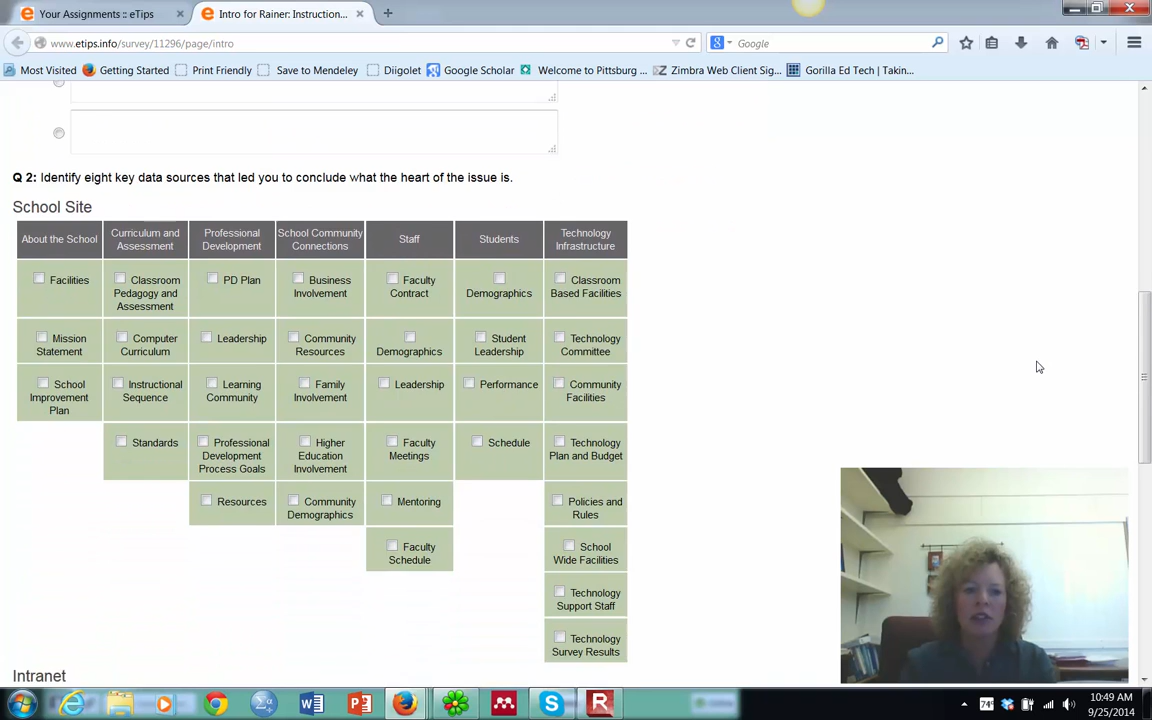 Your Assignments :: eTips
Intro for Rainer: Instruction...
www.etips.info/survey/11296/page/intro
Google
Most Visited
Getting Started
Print Friendly
Save to Mendeley
Diigolet
Google Scholar
Welcome to Pittsburg ...
Zimbra Web Client Sig...
Gorilla Ed Tech | Takin...
Q 2: Identify eight key data sources that led you to conclude what the heart of the issue is.
School Site
About the School
Curriculum and
Assessment
Professional
Development
School Community
Connections
Staff
Students
Technology
Infrastructure
Facilities
Classroom
Pedagogy and
Assessment
PD Plan
Business
Involvement
Faculty
Contract
Demographics
Classroom
Based Facilities
Mission
Statement
Computer
Curriculum
Leadership
Community
Resources
Demographics
Student
Leadership
Technology
Committee
School
Improvement
Plan
Instructional
Sequence
Learning
Community
Family
Involvement
Leadership
Performance
Community
Facilities
Standards
Professional
Development
Process Goals
Higher
Education
Involvement
Faculty
Meetings
Schedule
Technology
Plan and Budget
Resources
Community
Demographics
Mentoring
Policies and
Rules
Faculty
Schedule
School
Wide Facilities
Technology
Support Staff
Technology
Survey Results
Intranet
74%
10:49 AM
9/25/2014